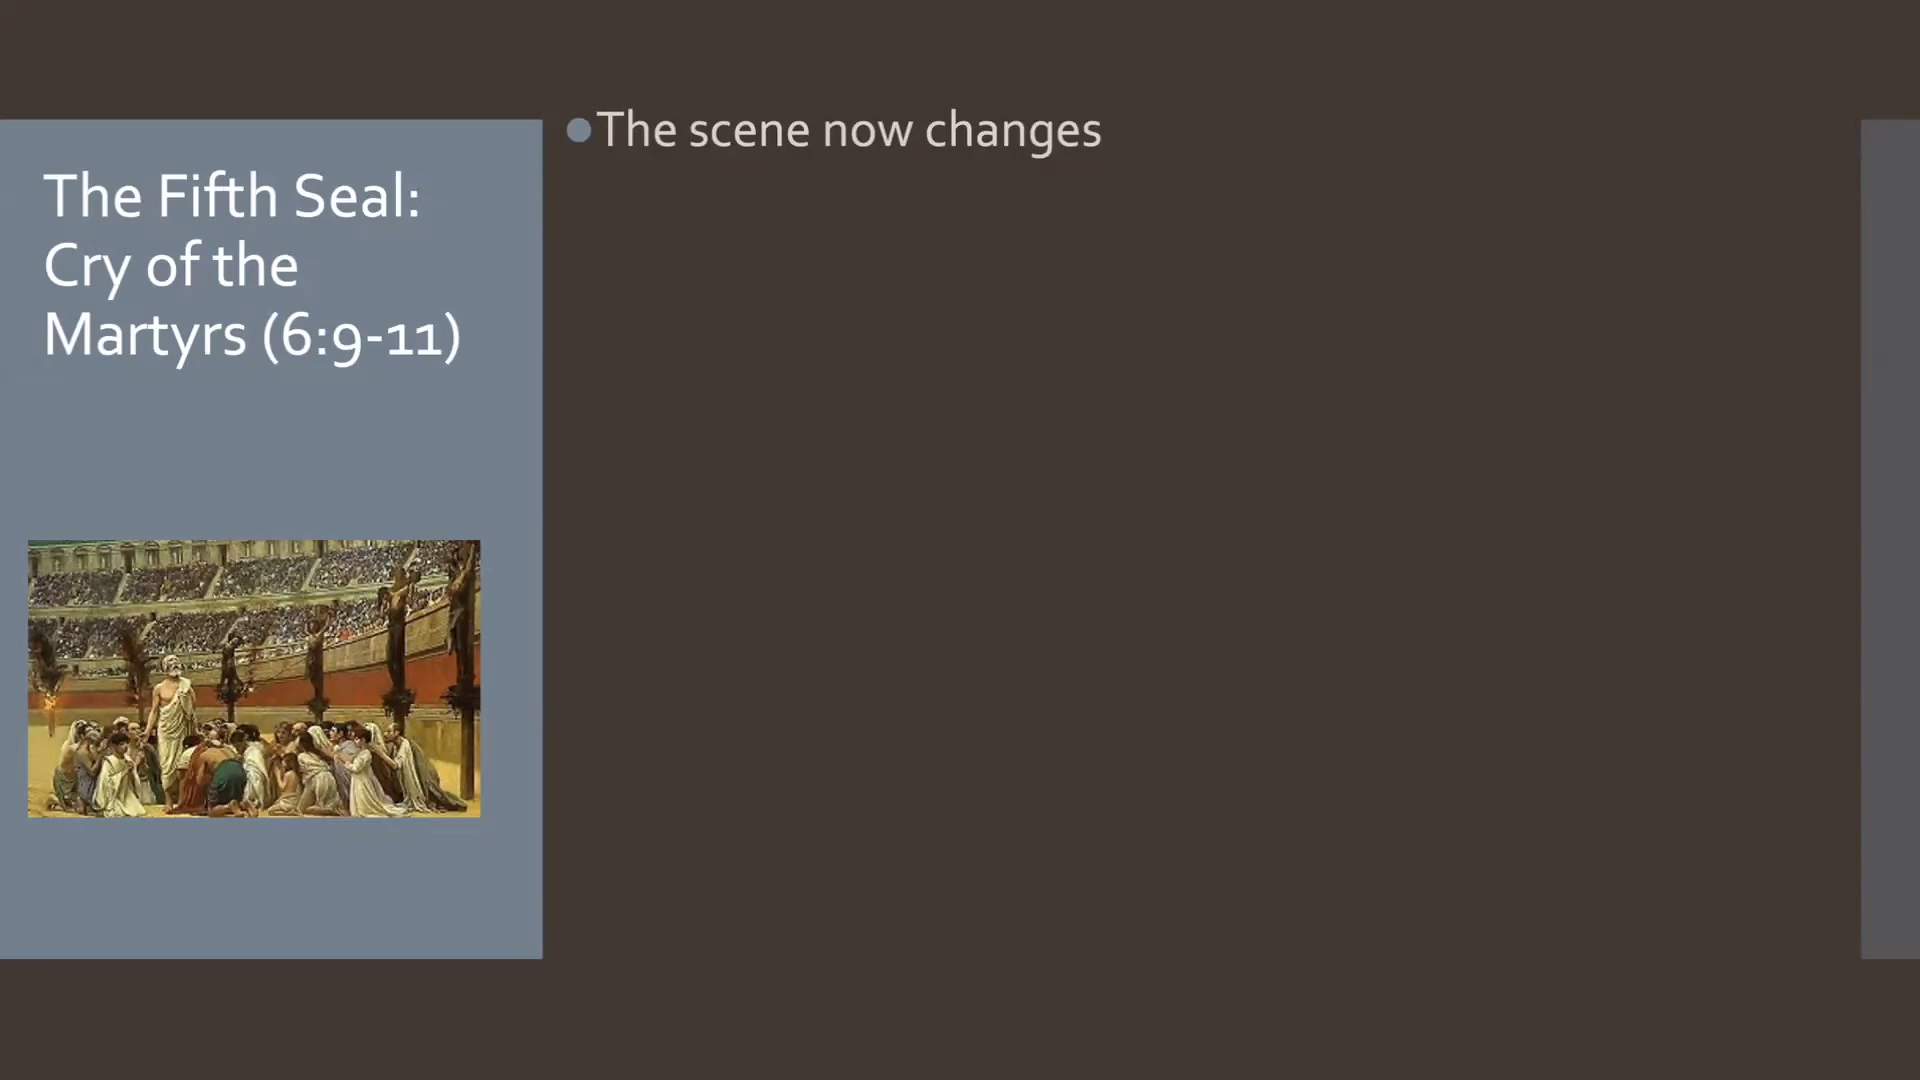 The Fifth Seal:
Cry of the
Martyrs (6:9-11)
The scene now changes